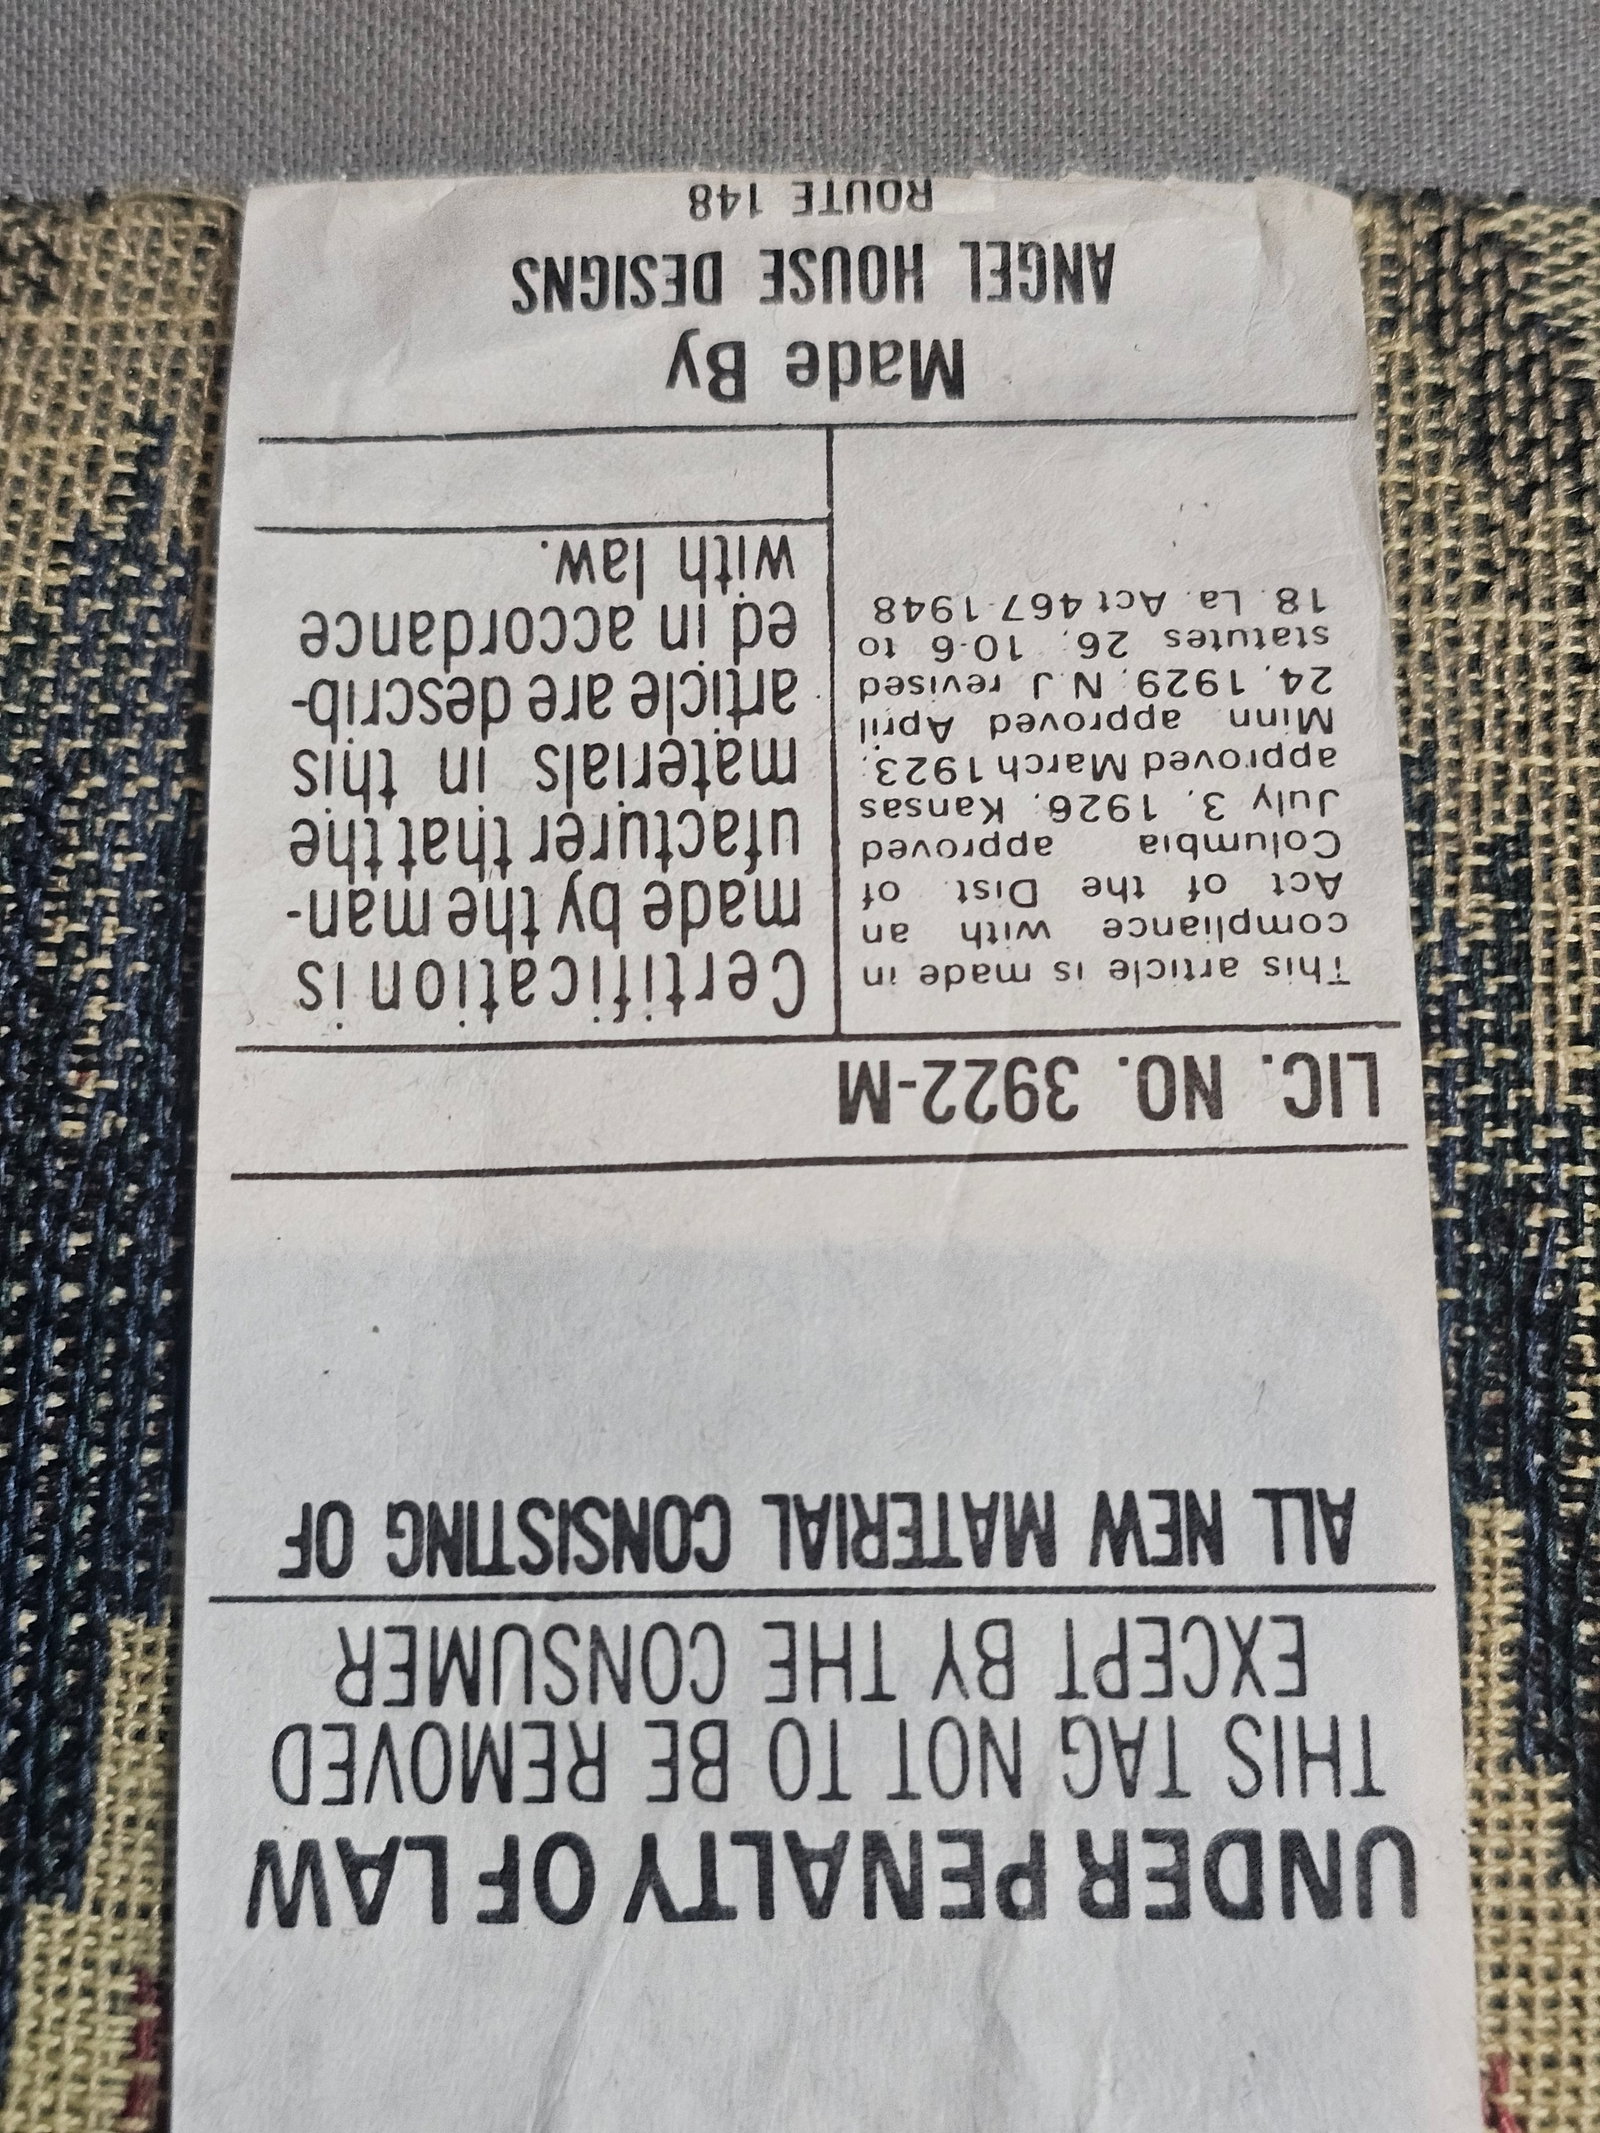 UNDER PENALTY OF LAW
THIS TAG NOT TO BE REMOVED
EXCEPT BY THE CONSUMER
ALL NEW MATERIAL CONSISTING OF
LIC. NO. 3922-M
This article is made in
compliance with an
Act of the Dist. of
Columbia approved
July 3, 1926; Kansas
approved March 1923;
Minn. approved April
24, 1929; N.J. revised
statutes 26; 10-6 to
18. La. Act 467-1948
Certification is
made by the man-
ufacturer that the
materials in this
article are describ-
ed in accordance
with law.
Made By
ANGEL HOUSE DESIGNS
ROUTE 148